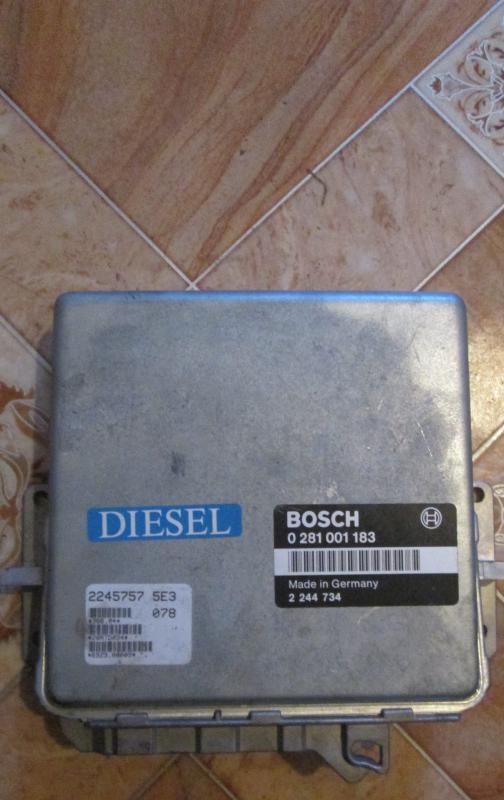 DIESEL
BOSCH
0 281 001 183
Made in Germany
2 244 734
2245757 5E3
078